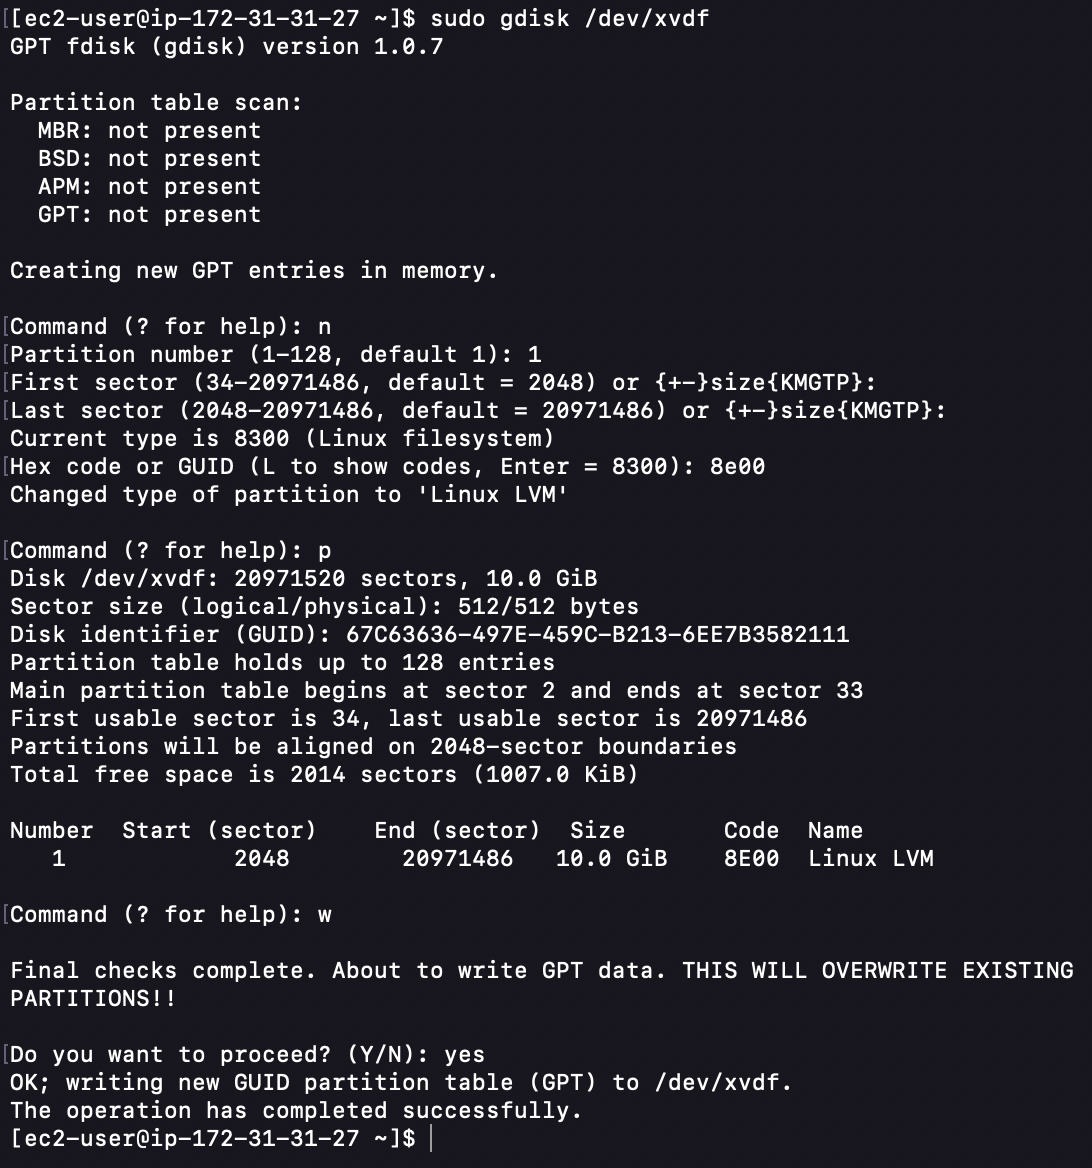 [[ec2-user@ip-172-31-31-27 ~]$ sudo gdisk /dev/xvdf
GPT fdisk (gdisk) version 1.0.7
Partition table scan:
  MBR: not present
  BSD: not present
  APM: not present
  GPT: not present
Creating new GPT entries in memory.
[Command (? for help): n
[Partition number (1-128, default 1): 1
[First sector (34-20971486, default = 2048) or {+-}size{KMGTP}:
[Last sector (2048-20971486, default = 20971486) or {+-}size{KMGTP}:
Current type is 8300 (Linux filesystem)
[Hex code or GUID (L to show codes, Enter = 8300): 8e00
Changed type of partition to 'Linux LVM'
[Command (? for help): p
Disk /dev/xvdf: 20971520 sectors, 10.0 GiB
Sector size (logical/physical): 512/512 bytes
Disk identifier (GUID): 67C63636-497E-459C-B213-6EE7B3582111
Partition table holds up to 128 entries
Main partition table begins at sector 2 and ends at sector 33
First usable sector is 34, last usable sector is 20971486
Partitions will be aligned on 2048-sector boundaries
Total free space is 2014 sectors (1007.0 KiB)
Number  Start (sector)    End (sector)  Size       Code  Name
   1            2048        20971486   10.0 GiB    8E00  Linux LVM
[Command (? for help): w
Final checks complete. About to write GPT data. THIS WILL OVERWRITE EXISTING
PARTITIONS!!
[Do you want to proceed? (Y/N): yes
OK; writing new GUID partition table (GPT) to /dev/xvdf.
The operation has completed successfully.
[ec2-user@ip-172-31-31-27 ~]$